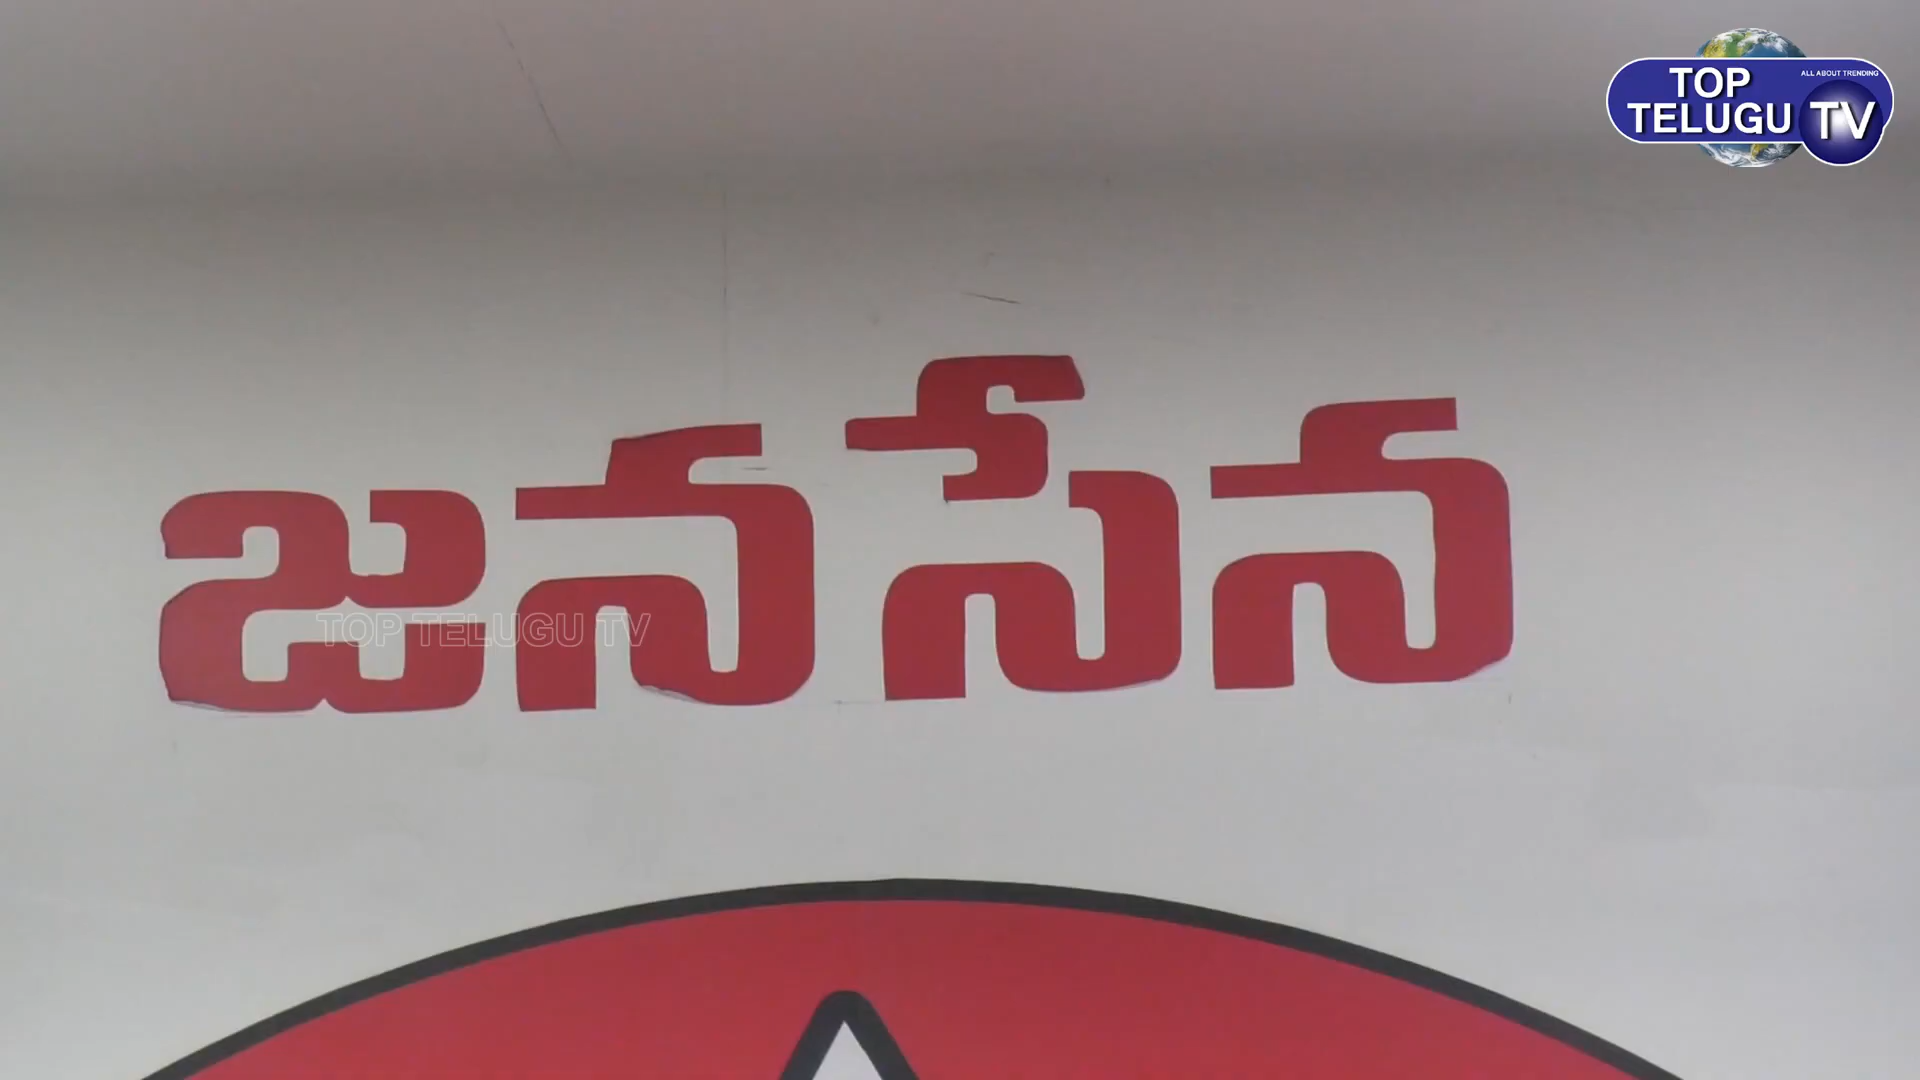 TOP
ALL ABOUT TRENDING
TELUGU TV
జనసేన
TOP TELUGU TV